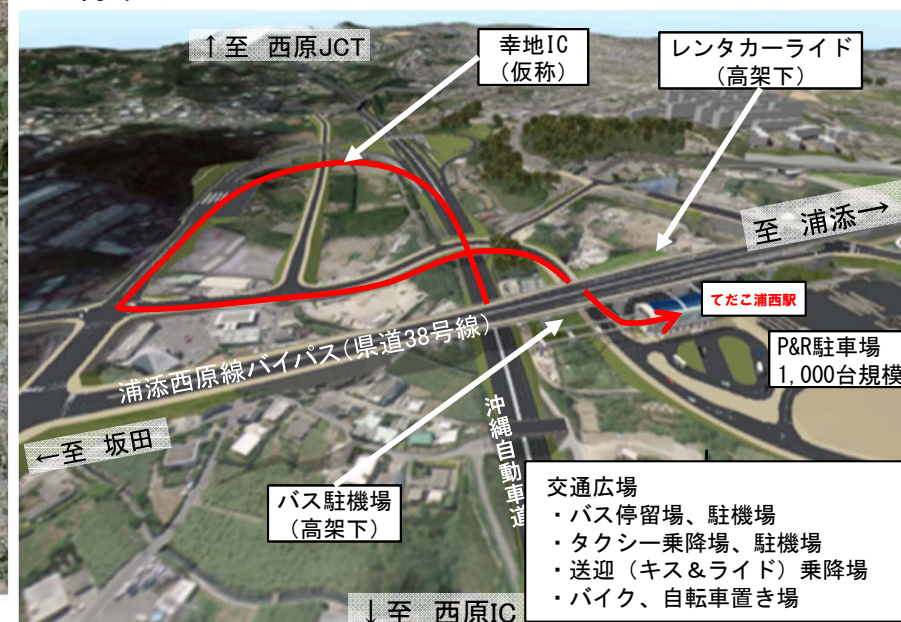 ↑至 西原JCT
幸地IC
（仮称）
レンタカーライド
（高架下）
至 浦添→
てだこ浦西駅
P&R駐車場
1,000台規模
浦添西原線バイパス(県道38号線)
沖縄自動車道
←至 坂田
バス駐機場
（高架下）
交通広場
・バス停留場、駐機場
・タクシー乗降場、駐機場
・送迎（キス＆ライド）乗降場
・バイク、自転車置き場
↓至 西原IC